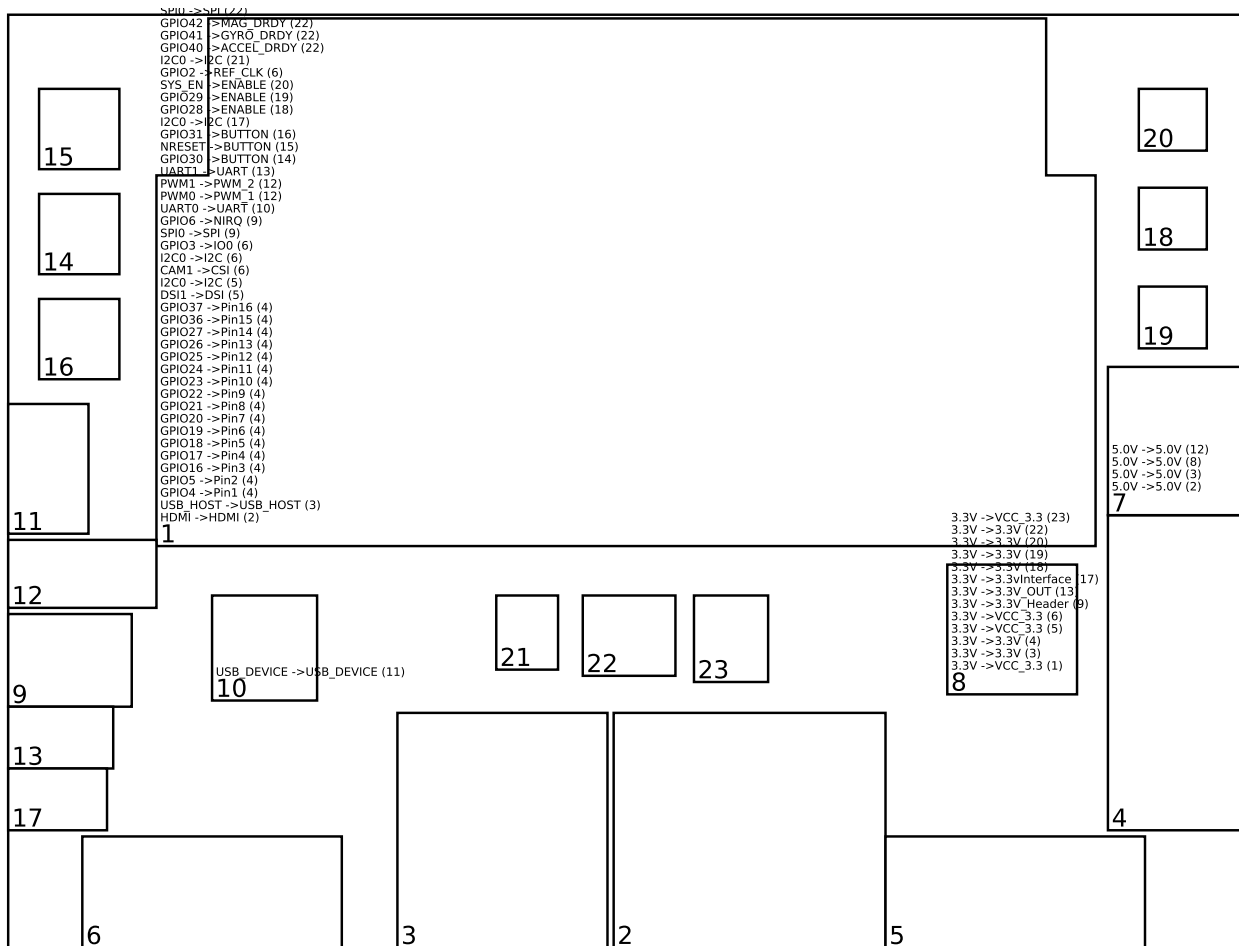 SPI0 ->SPI (22)
GPIO42 ->MAG_DRDY (22)
GPIO41 ->GYRO_DRDY (22)
GPIO40 ->ACCEL_DRDY (22)
I2C0 ->I2C (21)
GPIO2 ->REF_CLK (6)
SYS_EN ->ENABLE (20)
GPIO29 ->ENABLE (19)
GPIO28 ->ENABLE (18)
I2C0 ->I2C (17)
GPIO31 ->BUTTON (16)
NRESET ->BUTTON (15)
GPIO30 ->BUTTON (14)
UART1 ->UART (13)
PWM1 ->PWM_2 (12)
PWM0 ->PWM_1 (12)
UART0 ->UART (10)
GPIO6 ->NIRQ (9)
SPI0 ->SPI (9)
GPIO3 ->IO0 (6)
I2C0 ->I2C (6)
CAM1 ->CSI (6)
I2C0 ->I2C (5)
DSI1 ->DSI (5)
GPIO37 ->Pin16 (4)
GPIO36 ->Pin15 (4)
GPIO27 ->Pin14 (4)
GPIO26 ->Pin13 (4)
GPIO25 ->Pin12 (4)
GPIO24 ->Pin11 (4)
GPIO23 ->Pin10 (4)
GPIO22 ->Pin9 (4)
GPIO21 ->Pin8 (4)
GPIO20 ->Pin7 (4)
GPIO19 ->Pin6 (4)
GPIO18 ->Pin5 (4)
GPIO17 ->Pin4 (4)
GPIO16 ->Pin3 (4)
GPIO5 ->Pin2 (4)
GPIO4 ->Pin1 (4)
USB_HOST ->USB_HOST (3)
HDMI ->HDMI (2)
1
15
14
16
11
12
9
13
17
6
20
18
19
5.0V ->5.0V (12)
5.0V ->5.0V (8)
5.0V ->5.0V (3)
5.0V ->5.0V (2)
7
3.3V ->VCC_3.3 (23)
3.3V ->3.3V (22)
3.3V ->3.3V (20)
3.3V ->3.3V (19)
3.3V ->3.3V (18)
3.3V ->3.3vInterface (17)
3.3V ->3.3V_OUT (13)
3.3V ->3.3V_Header (9)
3.3V ->VCC_3.3 (6)
3.3V ->VCC_3.3 (5)
3.3V ->3.3V (4)
3.3V ->3.3V (3)
3.3V ->VCC_3.3 (1)
8
USB_DEVICE ->USB_DEVICE (11)
10
21
22
23
4
3
2
5